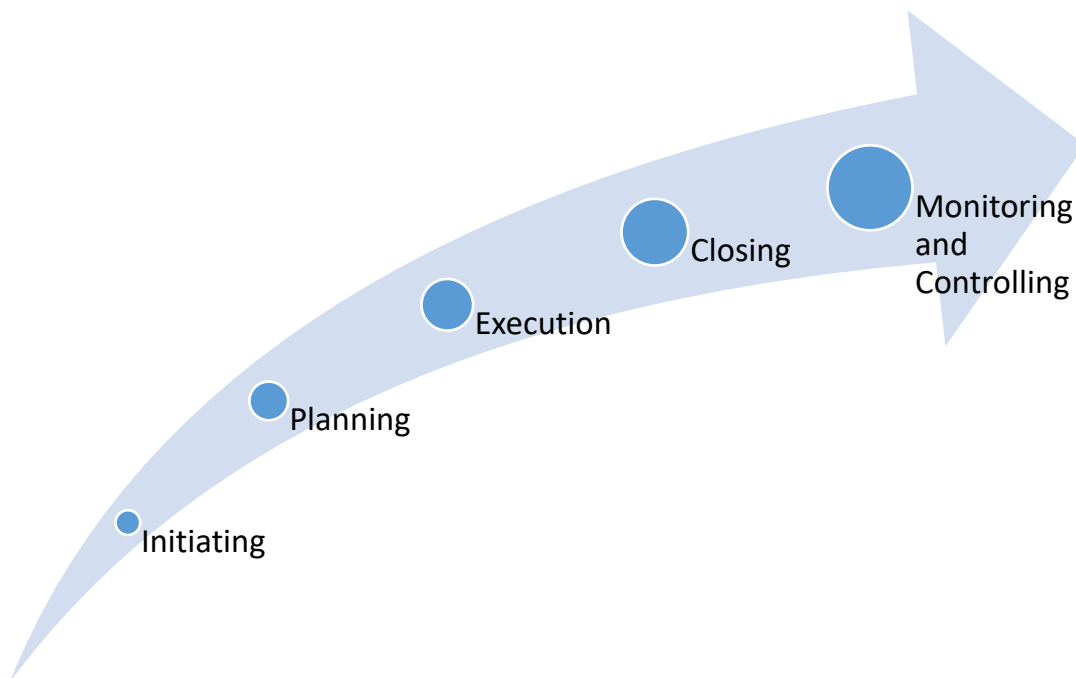 Initiating
Planning
Execution
Closing
Monitoring
and
Controlling